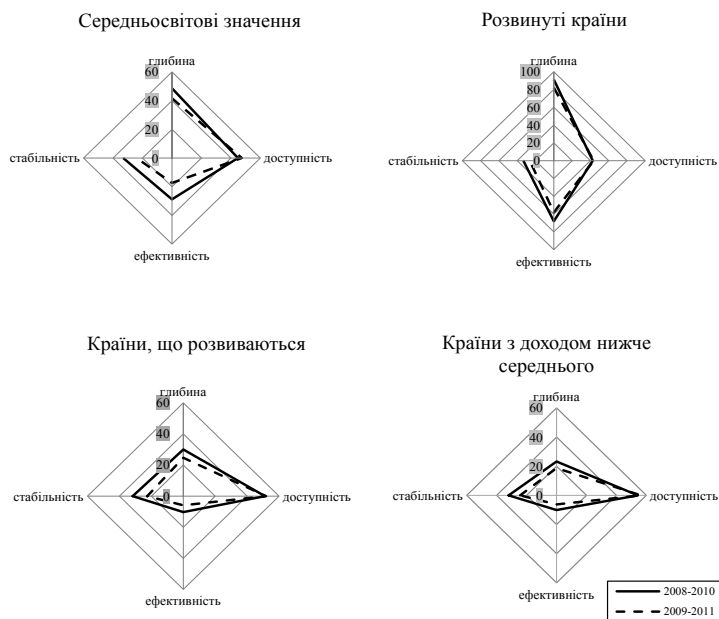 Середньосвітові значення
глибина
60
40
20
0
стабільність
доступність
ефективність
Розвинуті країни
глибина
100
80
60
40
20
0
стабільність
доступність
ефективність
Країни, що розвиваються
глибина
60
40
20
0
стабільність
доступність
ефективність
Країни з доходом нижче
середнього
глибина
60
40
20
0
стабільність
доступність
ефективність
2008-2010
2009-2011